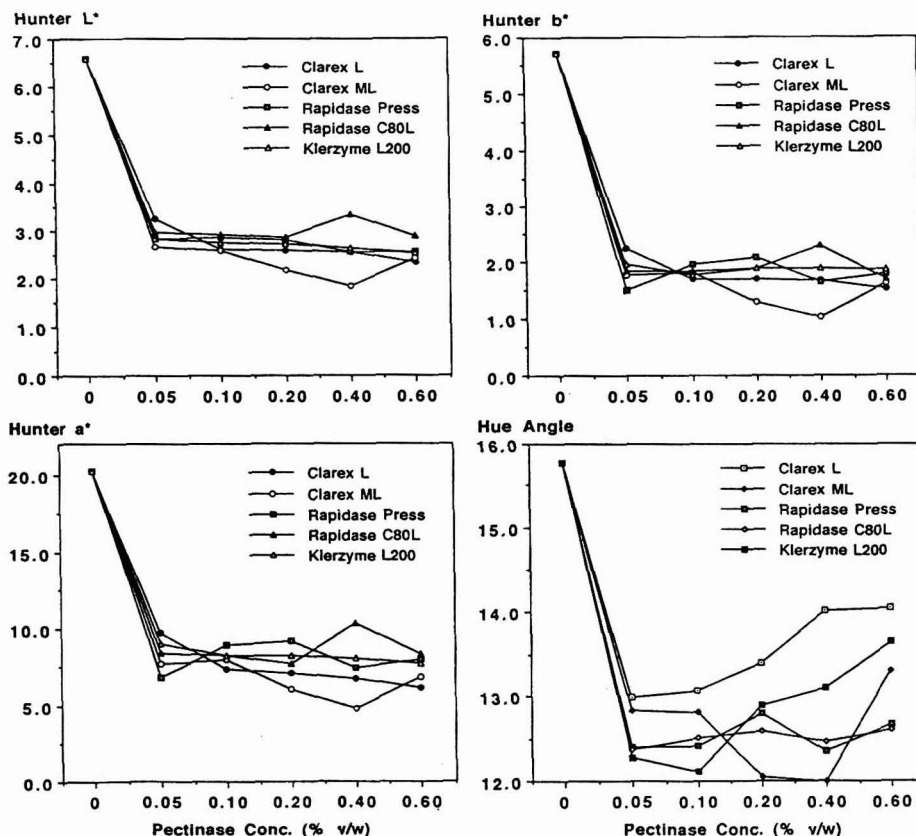 Hunter L*
7.0
6.0
5.0
4.0
3.0
2.0
1.0
0.0
Clarex L
Clarex ML
Rapidase Press
Rapidase C80L
Klerzyme L200
0 0.05 0.10 0.20 0.40 0.60
Hunter b*
6.0
5.0
4.0
3.0
2.0
1.0
0.0
Clarex L
Clarex ML
Rapidase Press
Rapidase C80L
Klerzyme L200
0 0.05 0.10 0.20 0.40 0.60
Hunter a*
20.0
15.0
10.0
5.0
0.0
Clarex L
Clarex ML
Rapidase Press
Rapidase C80L
Klerzyme L200
0 0.05 0.10 0.20 0.40 0.60
Pectinase Conc. (% v/w)
Hue Angle
16.0
15.0
14.0
13.0
12.0
Clarex L
Clarex ML
Rapidase Press
Rapidase C80L
Klerzyme L200
0 0.05 0.10 0.20 0.40 0.60
Pectinase Conc. (% v/w)